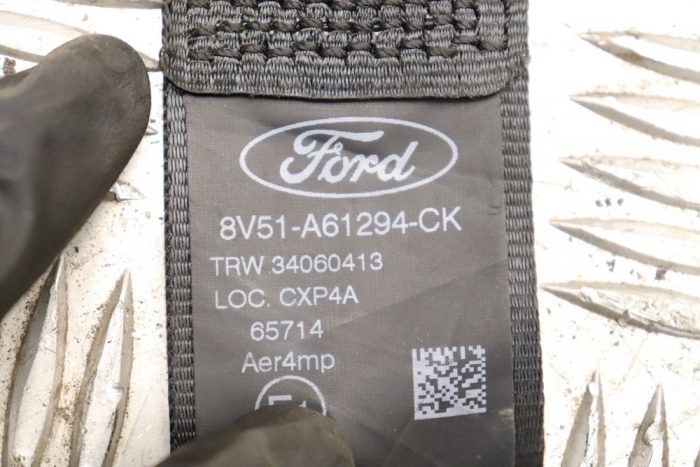 Ford
8V51-A61294-CK
TRW 34060413
LOC. CXP4A
65714
Aer4mp